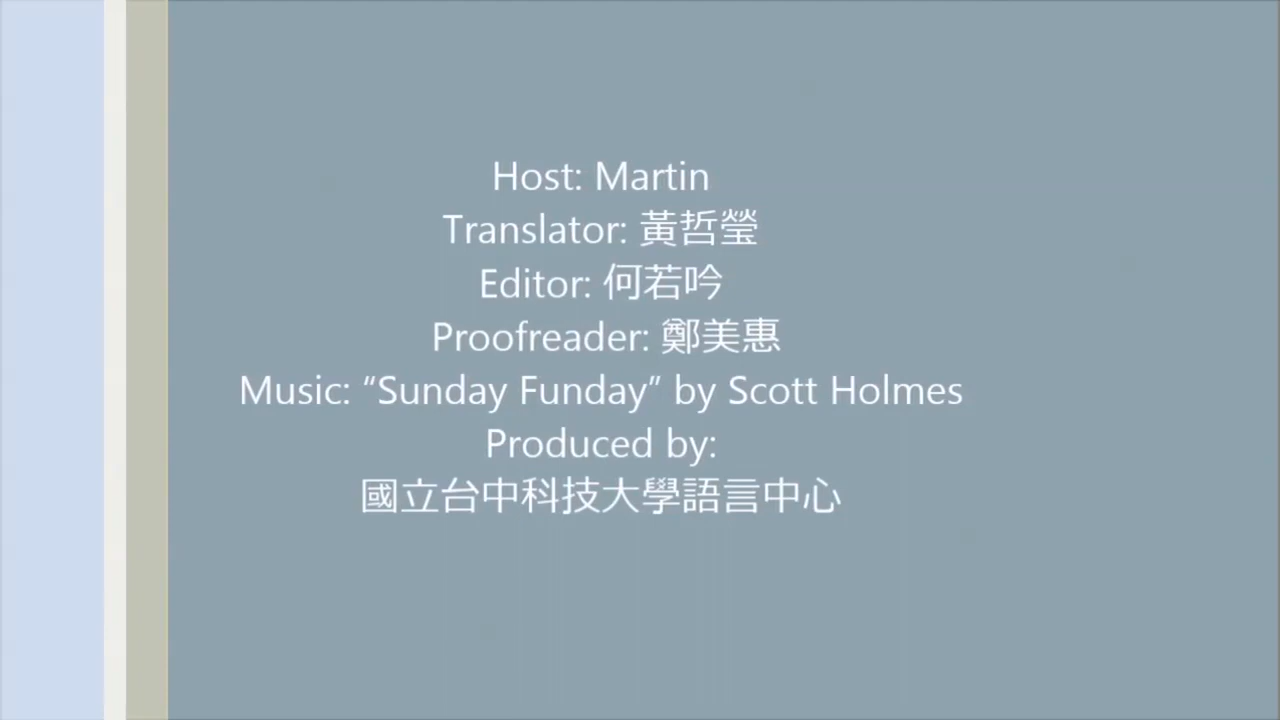 Host: Martin
Translator: 黃哲瑩
Editor: 何若吟
Proofreader: 鄭美惠
Music: “Sunday Funday” by Scott Holmes
Produced by:
國立台中科技大學語言中心